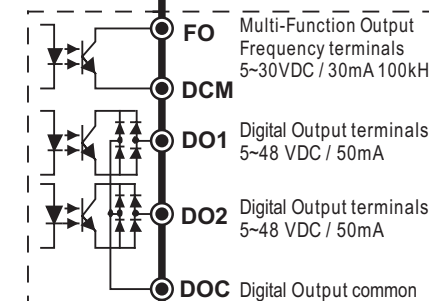 FO Multi-Function Output
Frequency terminals
5~30VDC / 30mA 100kH
DCM
DO1 Digital Output terminals
5~48 VDC / 50mA
DO2 Digital Output terminals
5~48 VDC / 50mA
DOC Digital Output common